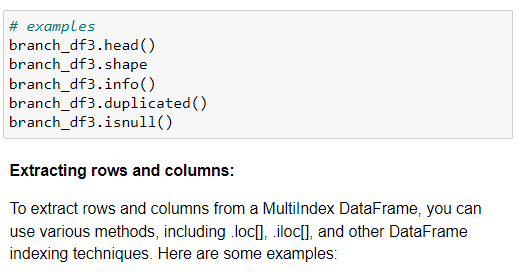 # examples
branch_df3.head()
branch_df3.shape
branch_df3.info()
branch_df3.duplicated()
branch_df3.isnull()
Extracting rows and columns:
To extract rows and columns from a MultiIndex DataFrame, you can
use various methods, including .loc[], .iloc[], and other DataFrame
indexing techniques. Here are some examples: